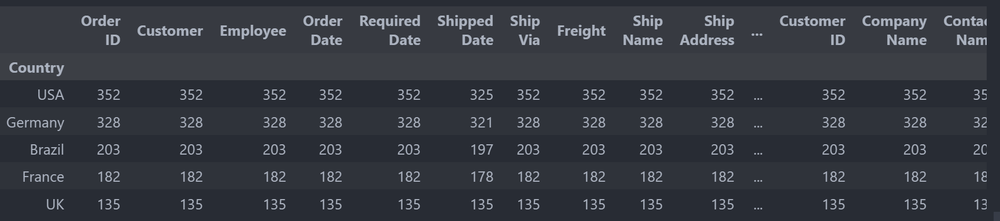 Order ID Customer Employee Order Date Required Date Shipped Date Ship Via Freight Ship Name Ship Address ... Customer ID Company Name Contac Nam
Country
USA 352 352 352 352 352 325 352 352 352 352 ... 352 352 35
Germany 328 328 328 328 328 321 328 328 328 328 ... 328 328 32
Brazil 203 203 203 203 203 197 203 203 203 203 ... 203 203 20
France 182 182 182 182 182 178 182 182 182 182 ... 182 182 18
UK 135 135 135 135 135 135 135 135 135 135 ... 135 135 13